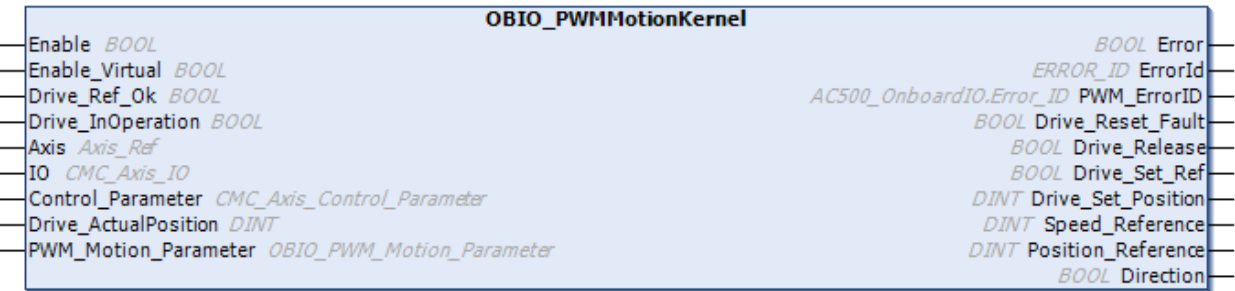 OBIO_PWMMotionKernel
Enable BOOL BOOL Error
Enable_Virtual BOOL ERROR_ID ErrorId
Drive_Ref_Ok BOOL AC500_OnboardIO.Error_ID PWM_ErrorID
Drive_InOperation BOOL BOOL Drive_Reset_Fault
Axis Axis_Ref BOOL Drive_Release
IO CMC_Axis_IO BOOL Drive_Set_Ref
Control_Parameter CMC_Axis_Control_Parameter DINT Drive_Set_Position
Drive_ActualPosition DINT DINT Speed_Reference
PWM_Motion_Parameter OBIO_PWM_Motion_Parameter DINT Position_Reference
BOOL Direction